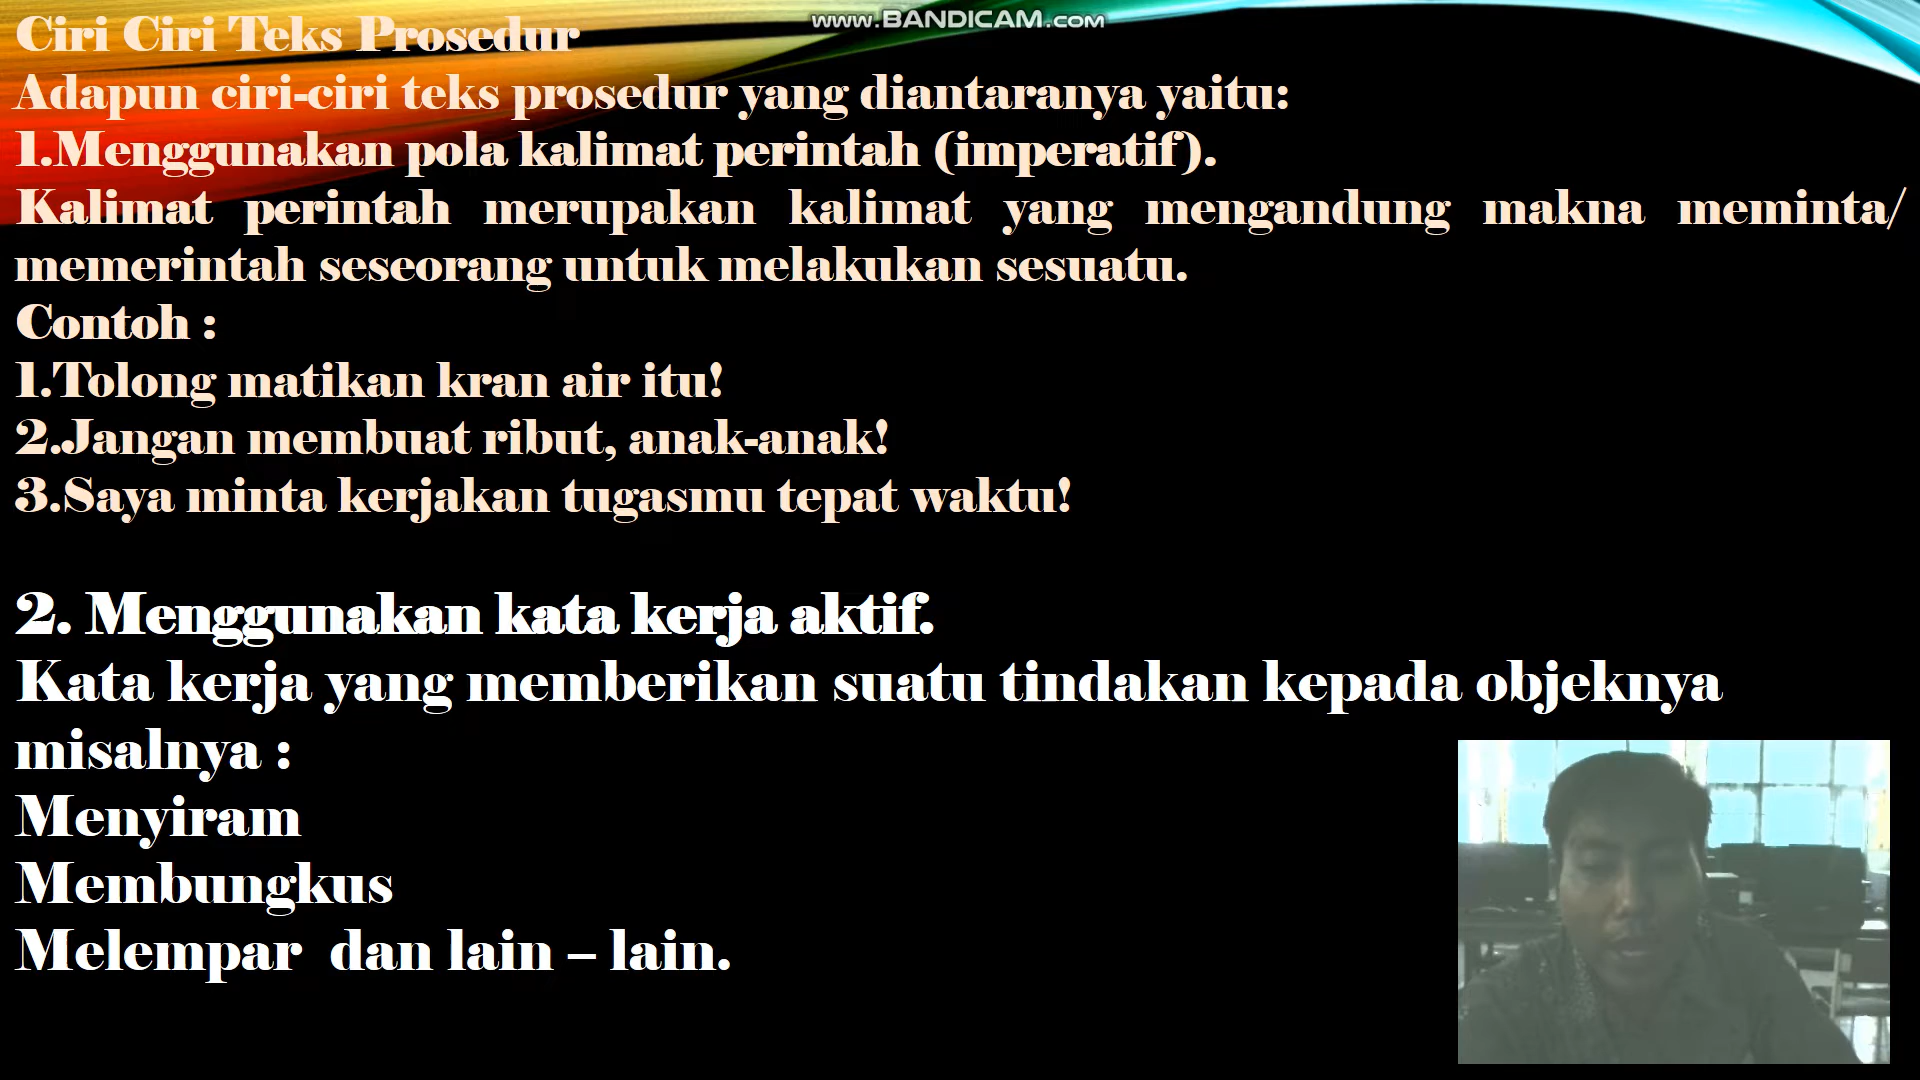 www.BANDICAM.com
Ciri Ciri Teks Prosedur
Adapun ciri-ciri teks prosedur yang diantaranya yaitu:
1.Menggunakan pola kalimat perintah (imperatif).
Kalimat perintah merupakan kalimat yang mengandung makna meminta/
memerintah seseorang untuk melakukan sesuatu.
Contoh :
1.Tolong matikan kran air itu!
2.Jangan membuat ribut, anak-anak!
3.Saya minta kerjakan tugasmu tepat waktu!
2. Menggunakan kata kerja aktif.
Kata kerja yang memberikan suatu tindakan kepada objeknya
misalnya :
Menyiram
Membungkus
Melempar dan lain – lain.